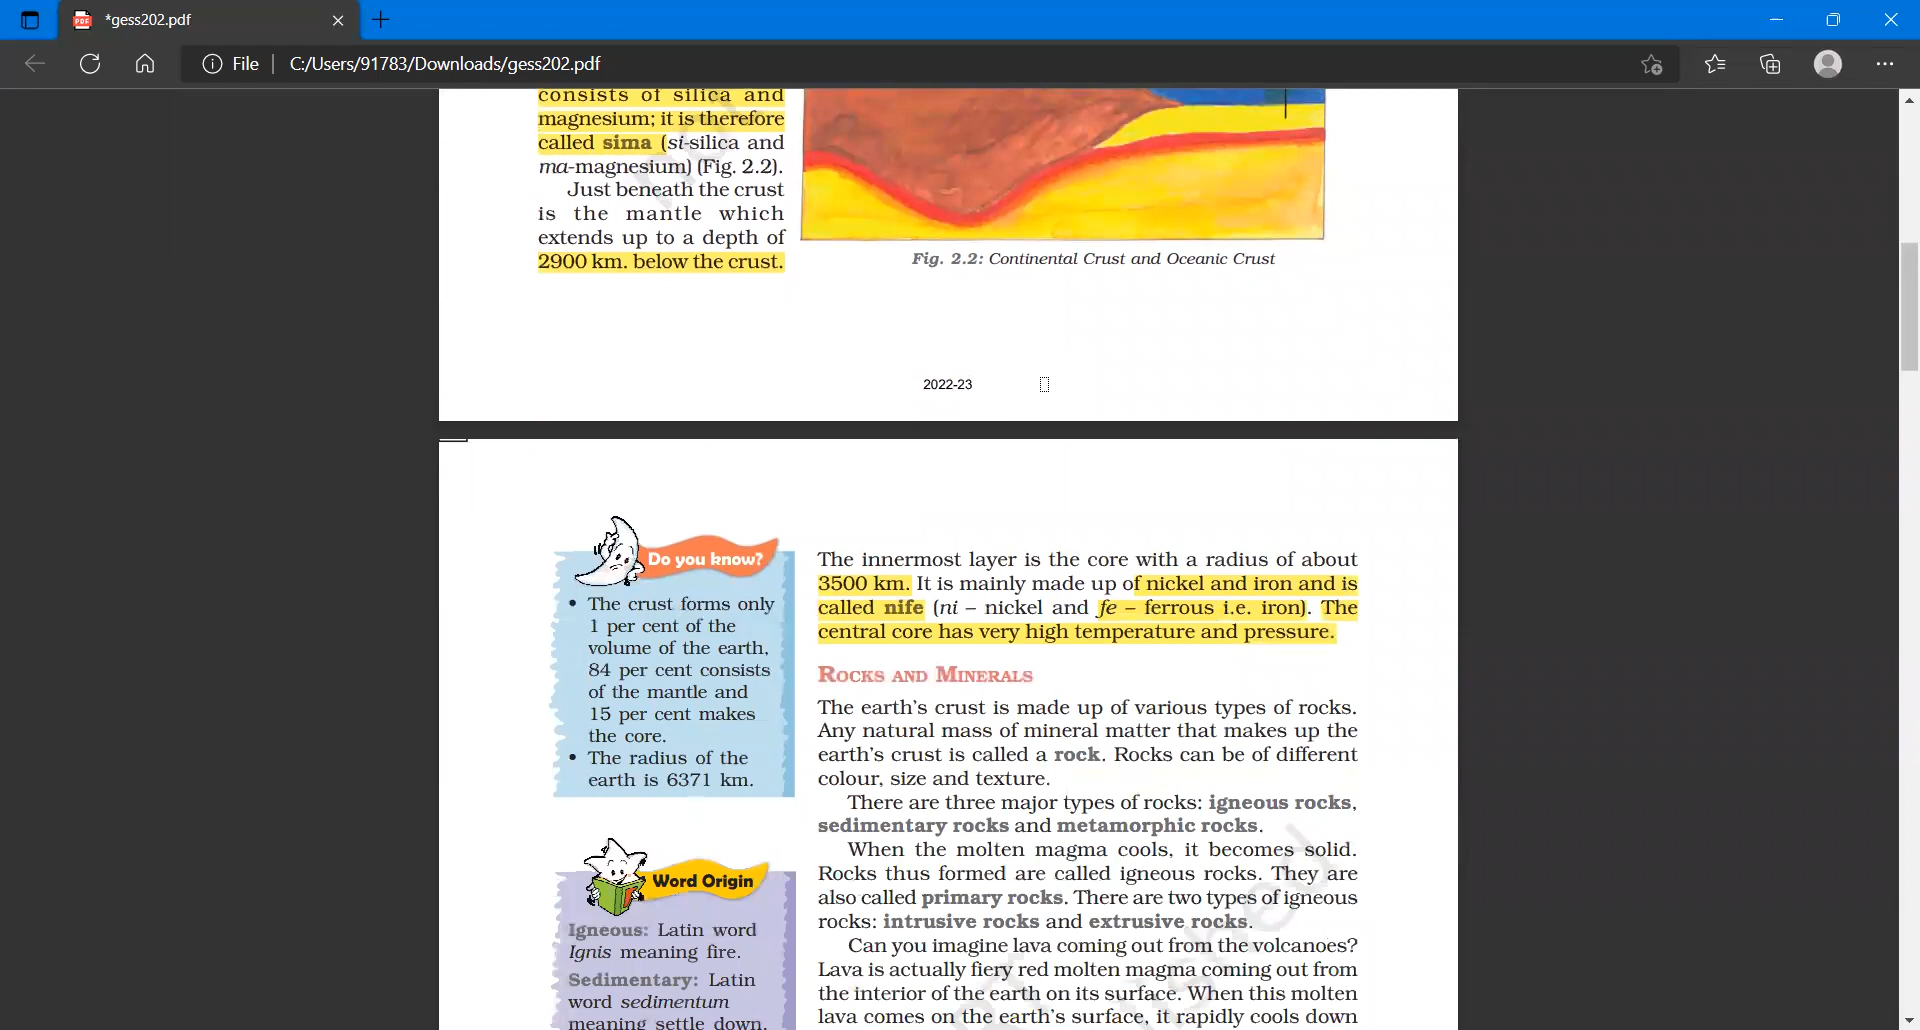 *gess202.pdf
File
C:/Users/91783/Downloads/gess202.pdf
consists of silica and
magnesium; it is therefore
called sima (si-silica and
ma-magnesium) (Fig. 2.2).
Just beneath the crust
is the mantle which
extends up to a depth of
2900 km. below the crust.
Fig. 2.2: Continental Crust and Oceanic Crust
2022-23
Do you know?
• The crust forms only
1 per cent of the
volume of the earth,
84 per cent consists
of the mantle and
15 per cent makes
the core.
• The radius of the
earth is 6371 km.
Word Origin
Igneous: Latin word
Ignis meaning fire.
Sedimentary: Latin
word sedimentum
meaning settle down.
The innermost layer is the core with a radius of about
3500 km. It is mainly made up of nickel and iron and is
called nife (ni – nickel and fe – ferrous i.e. iron). The
central core has very high temperature and pressure.
ROCKS AND MINERALS
The earth's crust is made up of various types of rocks.
Any natural mass of mineral matter that makes up the
earth's crust is called a rock. Rocks can be of different
colour, size and texture.
There are three major types of rocks: igneous rocks,
sedimentary rocks and metamorphic rocks.
When the molten magma cools, it becomes solid.
Rocks thus formed are called igneous rocks. They are
also called primary rocks. There are two types of igneous
rocks: intrusive rocks and extrusive rocks.
Can you imagine lava coming out from the volcanoes?
Lava is actually fiery red molten magma coming out from
the interior of the earth on its surface. When this molten
lava comes on the earth's surface, it rapidly cools down